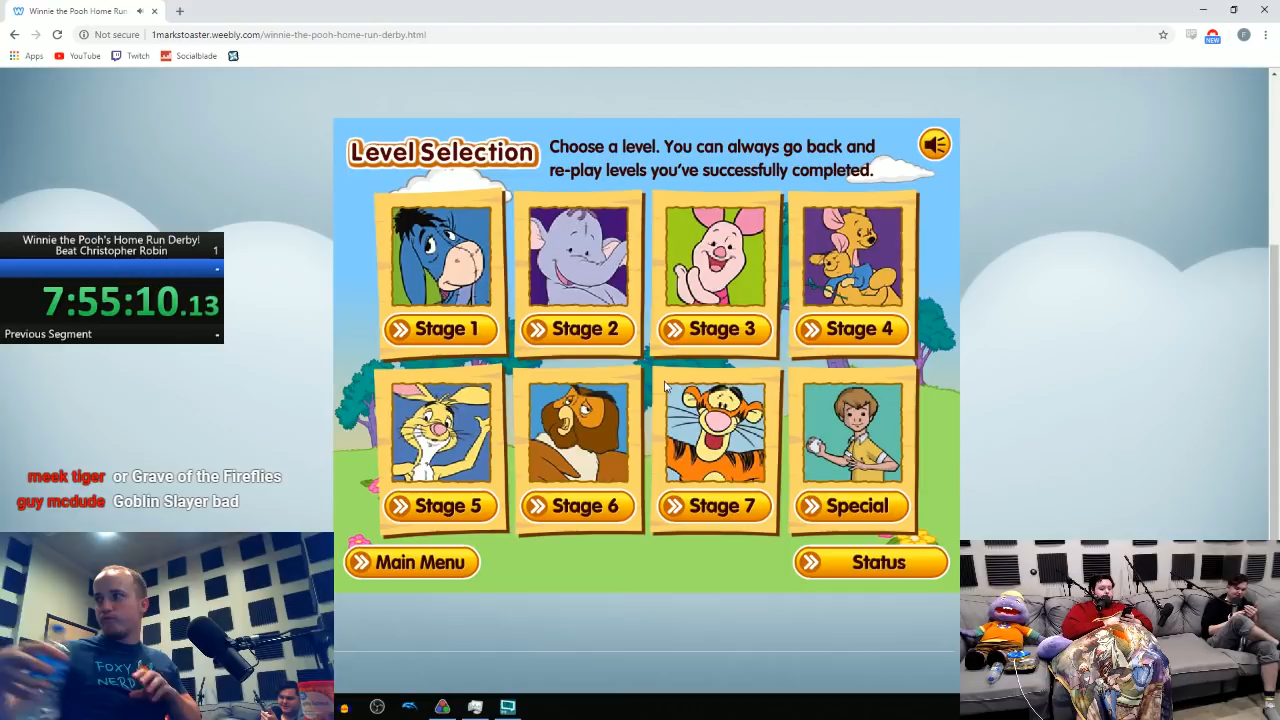 Winnie the Pooh Home Run
Not secure
1markstoaster.weebly.com/winnie-the-pooh-home-run-derby.html
NEW
F
Apps
YouTube
Twitch
Socialblade
Level Selection
Choose a level. You can always go back and
re-play levels you've successfully completed.
Winnie the Pooh's Home Run Derby!
Beat Christopher Robin 1
-
7:55:10.13
Previous Segment -
Stage 1
Stage 2
Stage 3
Stage 4
Stage 5
Stage 6
Stage 7
Special
meek tiger or Grave of the Fireflies
guy mcdude Goblin Slayer bad
Main Menu
Status
FOXY
NERD